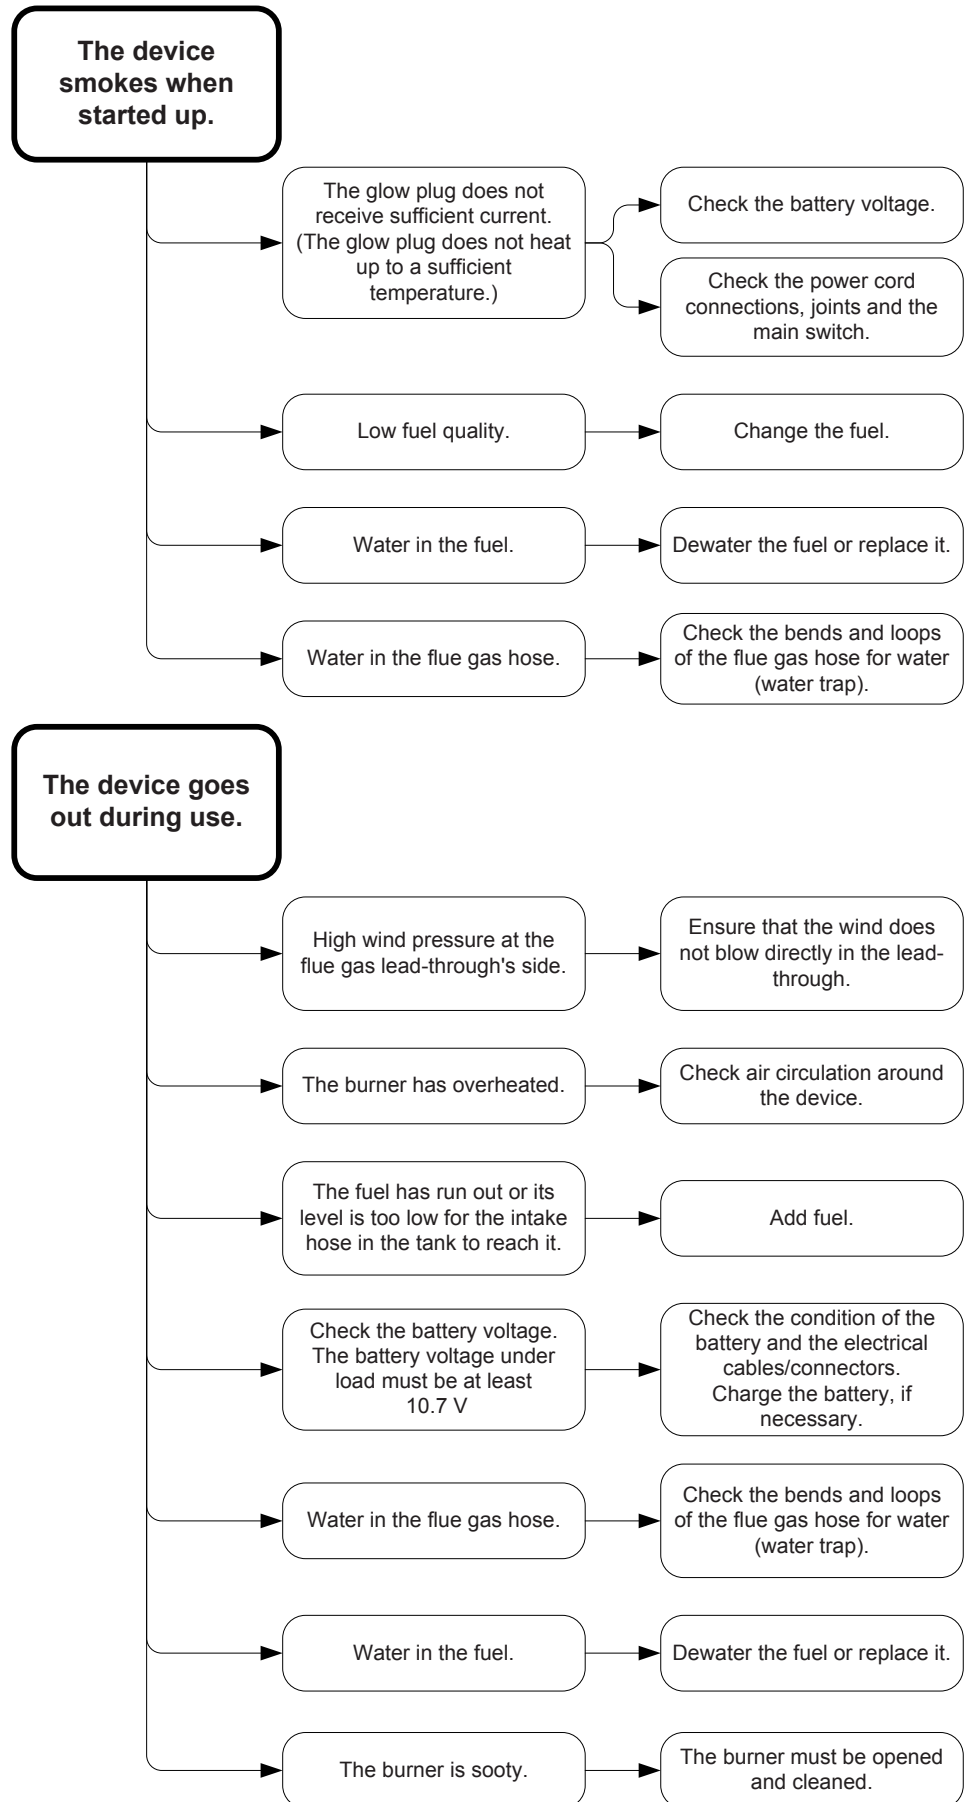 The device
smokes when
started up.
The glow plug does not
receive sufficient current.
(The glow plug does not heat
up to a sufficient
temperature.)
Check the battery voltage.
Check the power cord
connections, joints and the
main switch.
Low fuel quality.
Change the fuel.
Water in the fuel.
Dewater the fuel or replace it.
Water in the flue gas hose.
Check the bends and loops
of the flue gas hose for water
(water trap).
The device goes
out during use.
High wind pressure at the
flue gas lead-through's side.
Ensure that the wind does
not blow directly in the lead-
through.
The burner has overheated.
Check air circulation around
the device.
The fuel has run out or its
level is too low for the intake
hose in the tank to reach it.
Add fuel.
Check the battery voltage.
The battery voltage under
load must be at least
10.7 V
Check the condition of the
battery and the electrical
cables/connectors.
Charge the battery, if
necessary.
Water in the flue gas hose.
Check the bends and loops
of the flue gas hose for water
(water trap).
Water in the fuel.
Dewater the fuel or replace it.
The burner is sooty.
The burner must be opened
and cleaned.